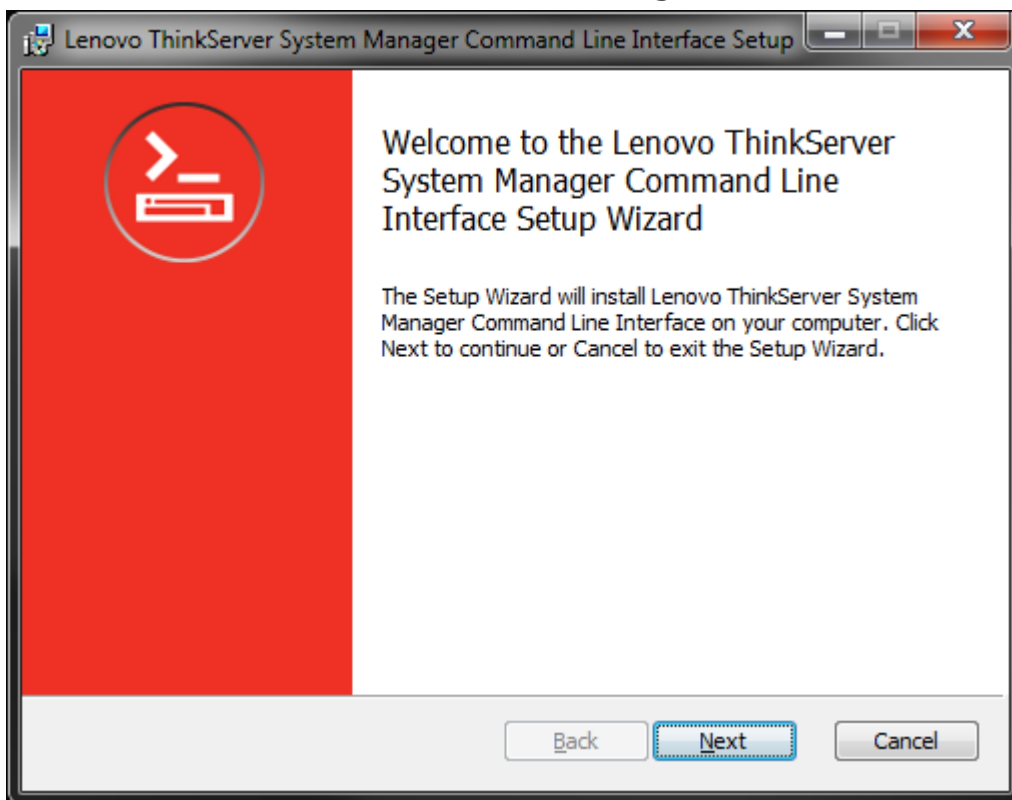 Lenovo ThinkServer System Manager Command Line Interface Setup
Welcome to the Lenovo ThinkServer
System Manager Command Line
Interface Setup Wizard
The Setup Wizard will install Lenovo ThinkServer System
Manager Command Line Interface on your computer. Click
Next to continue or Cancel to exit the Setup Wizard.
Back Next Cancel